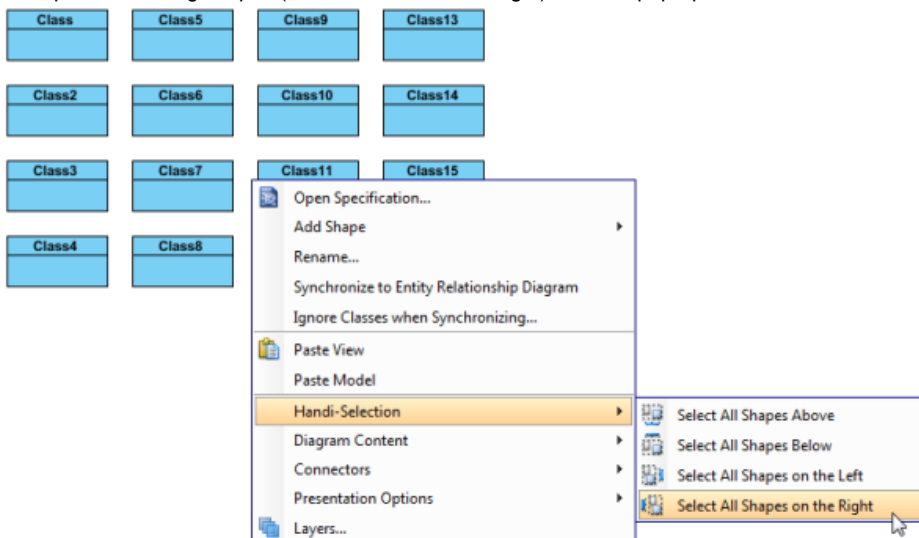 Class Class5 Class9 Class13
Class2 Class6 Class10 Class14
Class3 Class7 Class11 Class15
Class4 Class8
Open Specification...
Add Shape
Rename...
Synchronize to Entity Relationship Diagram
Ignore Classes when Synchronizing...
Paste View
Paste Model
Handi-Selection
Diagram Content
Connectors
Presentation Options
Layers...
Select All Shapes Above
Select All Shapes Below
Select All Shapes on the Left
Select All Shapes on the Right